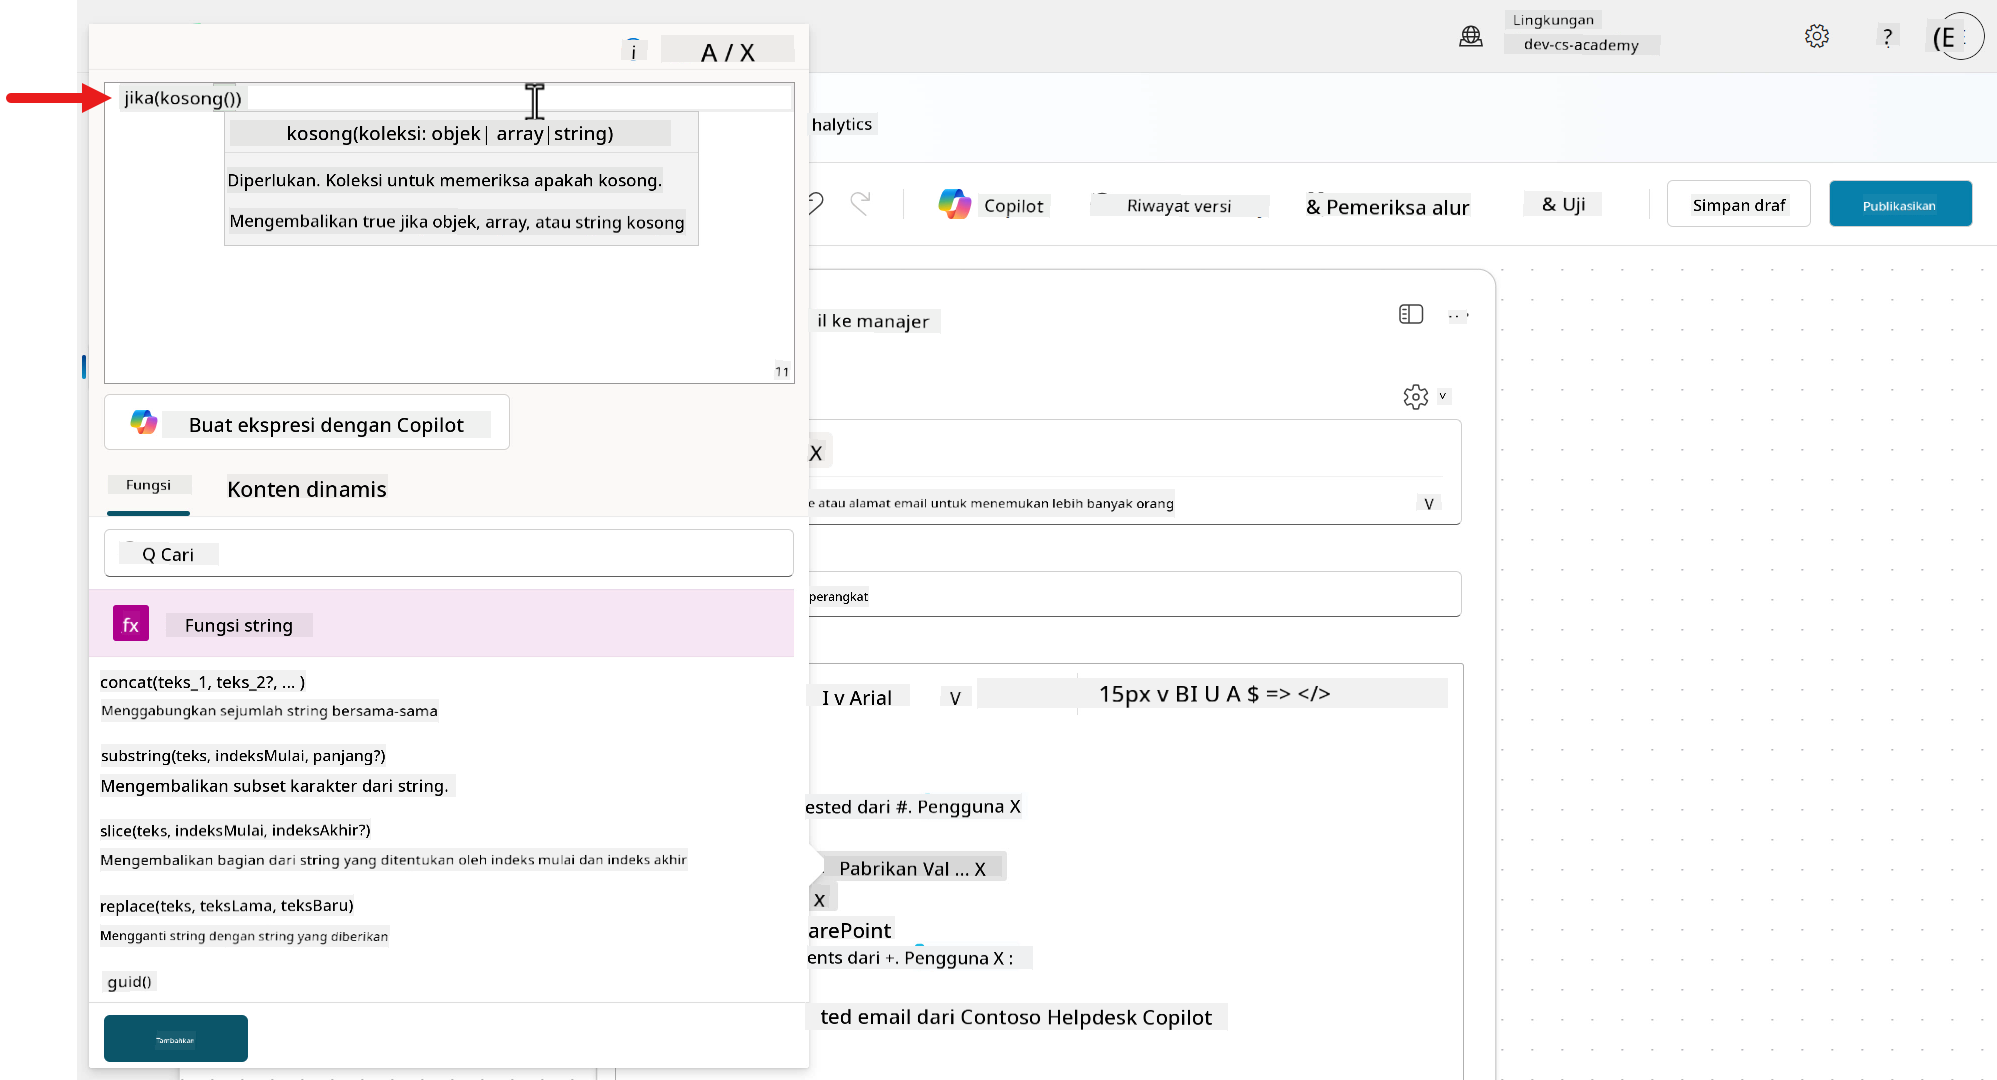 i
A / X
Lingkungan
dev-cs-academy
?
(E
jika(kosong())
kosong(koleksi: objek| array|string)
Diperlukan. Koleksi untuk memeriksa apakah kosong.
Mengembalikan true jika objek, array, atau string kosong
11
Buat ekspresi dengan Copilot
Fungsi
Konten dinamis
Q Cari
fx
Fungsi string
concat(teks_1, teks_2?, ... )
Menggabungkan sejumlah string bersama-sama
substring(teks, indeksMulai, panjang?)
Mengembalikan subset karakter dari string.
slice(teks, indeksMulai, indeksAkhir?)
Mengembalikan bagian dari string yang ditentukan oleh indeks mulai dan indeks akhir
replace(teks, teksLama, teksBaru)
Mengganti string dengan string yang diberikan
guid()
Tambahkan
halytics
Copilot
Riwayat versi
& Pemeriksa alur
& Uji
Simpan draf
Publikasikan
il ke manajer
v
X
e atau alamat email untuk menemukan lebih banyak orang
V
perangkat
I v Arial
V
15px v BI U A $ => </>
ested dari #. Pengguna X
Pabrikan Val ... X
X
arePoint
ents dari +. Pengguna X :
ted email dari Contoso Helpdesk Copilot